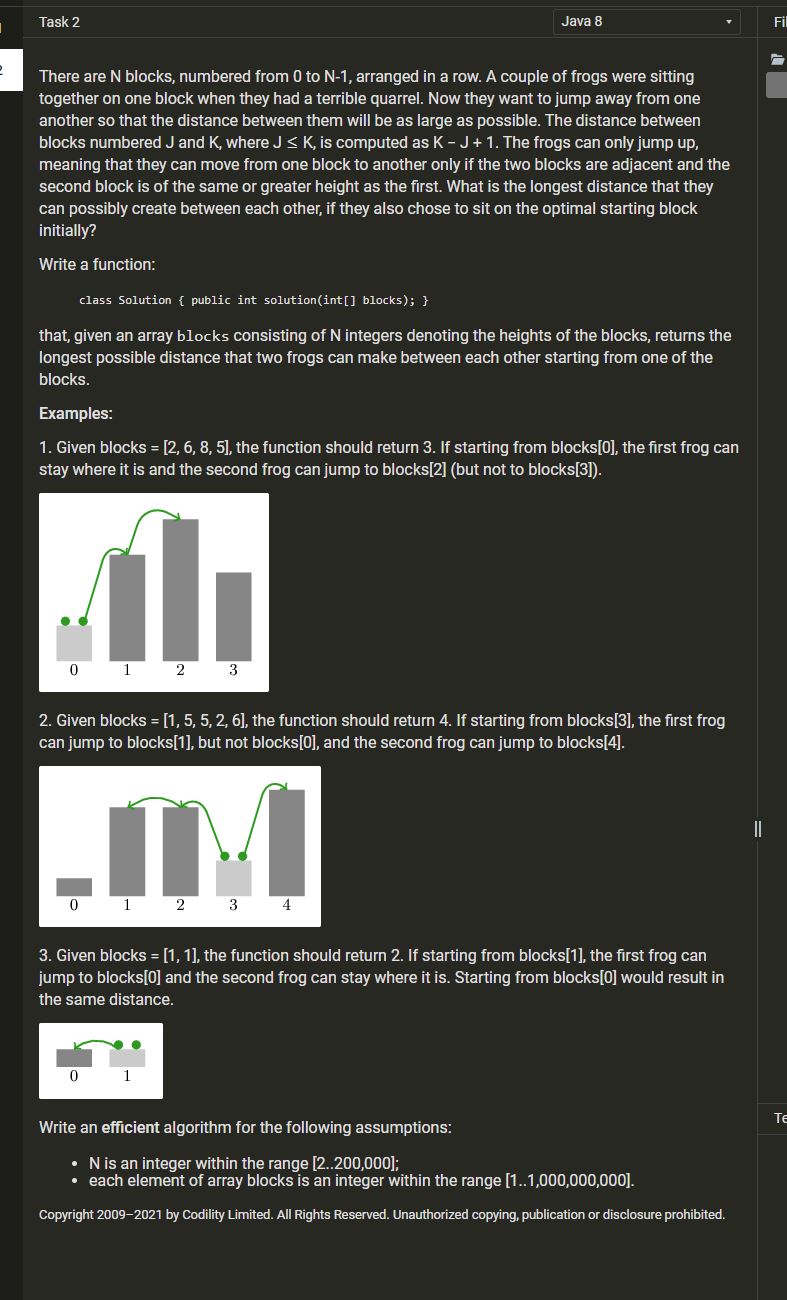 Task 2
Java 8
Fil
2
There are N blocks, numbered from 0 to N-1, arranged in a row. A couple of frogs were sitting
together on one block when they had a terrible quarrel. Now they want to jump away from one
another so that the distance between them will be as large as possible. The distance between
blocks numbered J and K, where J ≤ K, is computed as K − J + 1. The frogs can only jump up,
meaning that they can move from one block to another only if the two blocks are adjacent and the
second block is of the same or greater height as the first. What is the longest distance that they
can possibly create between each other, if they also chose to sit on the optimal starting block
initially?
Write a function:
class Solution { public int solution(int[] blocks); }
that, given an array blocks consisting of N integers denoting the heights of the blocks, returns the
longest possible distance that two frogs can make between each other starting from one of the
blocks.
Examples:
1. Given blocks = [2, 6, 8, 5], the function should return 3. If starting from blocks[0], the first frog can
stay where it is and the second frog can jump to blocks[2] (but not to blocks[3]).
0 1 2 3
2. Given blocks = [1, 5, 5, 2, 6], the function should return 4. If starting from blocks[3], the first frog
can jump to blocks[1], but not blocks[0], and the second frog can jump to blocks[4].
0 1 2 3 4
3. Given blocks = [1, 1], the function should return 2. If starting from blocks[1], the first frog can
jump to blocks[0] and the second frog can stay where it is. Starting from blocks[0] would result in
the same distance.
0 1
Te
Write an efficient algorithm for the following assumptions:
• N is an integer within the range [2..200,000];
• each element of array blocks is an integer within the range [1..1,000,000,000].
Copyright 2009–2021 by Codility Limited. All Rights Reserved. Unauthorized copying, publication or disclosure prohibited.